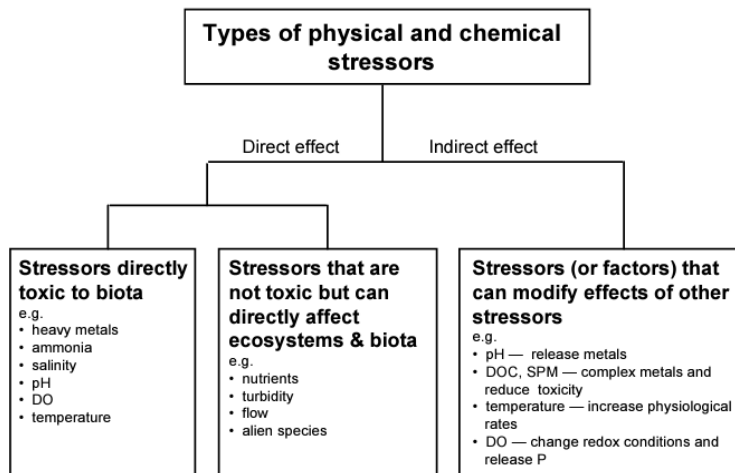 Types of physical and chemical
stressors
Direct effect
Indirect effect
Stressors directly
toxic to biota
e.g.
• heavy metals
• ammonia
• salinity
• pH
• DO
• temperature
Stressors that are
not toxic but can
directly affect
ecosystems & biota
e.g.
• nutrients
• turbidity
• flow
• alien species
Stressors (or factors) that
can modify effects of other
stressors
e.g.
• pH — release metals
• DOC, SPM — complex metals and
reduce toxicity
• temperature — increase physiological
rates
• DO — change redox conditions and
release P